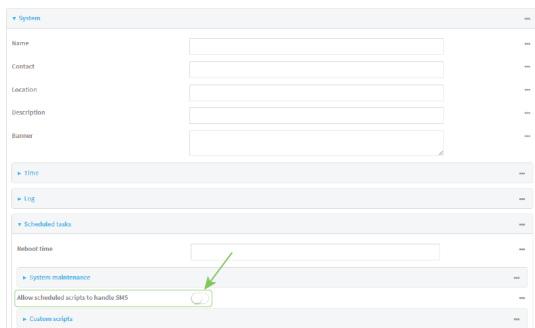 System
Name
Contact
Location
Description
Banner
Time
Log
Scheduled tasks
Reboot time
System maintenance
Allow scheduled scripts to handle SMS
Custom scripts